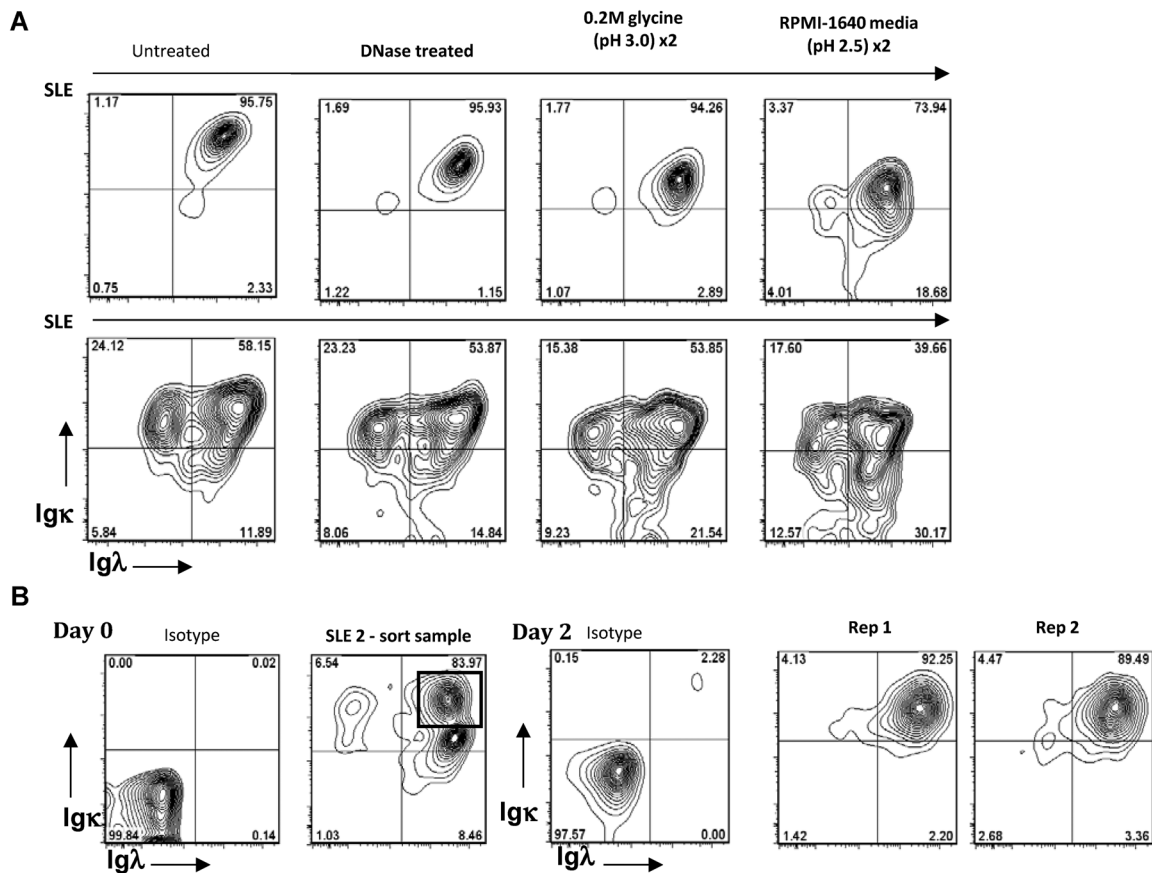 A
Untreated
DNase treated
0.2M glycine
(pH 3.0) x2
RPMI-1640 media
(pH 2.5) x2
SLE
1.17 95.75
0.75 2.33
1.69 95.93
1.22 1.15
1.77 94.26
1.07 2.89
3.37 73.94
4.01 18.68
SLE
24.12 58.15
5.84 11.89
23.23 53.87
8.06 14.84
15.38 53.85
9.23 21.54
17.60 39.66
12.57 30.17
Igκ
Igλ
B
Day 0
Isotype
0.00 0.02
99.84 0.14
SLE 2 - sort sample
6.54 83.97
1.03 8.46
Igκ
Igλ
Day 2
Isotype
0.15 2.28
97.57 0.00
Rep 1
4.13 92.25
1.42 2.20
Rep 2
4.47 89.49
2.68 3.36
Igκ
Igλ